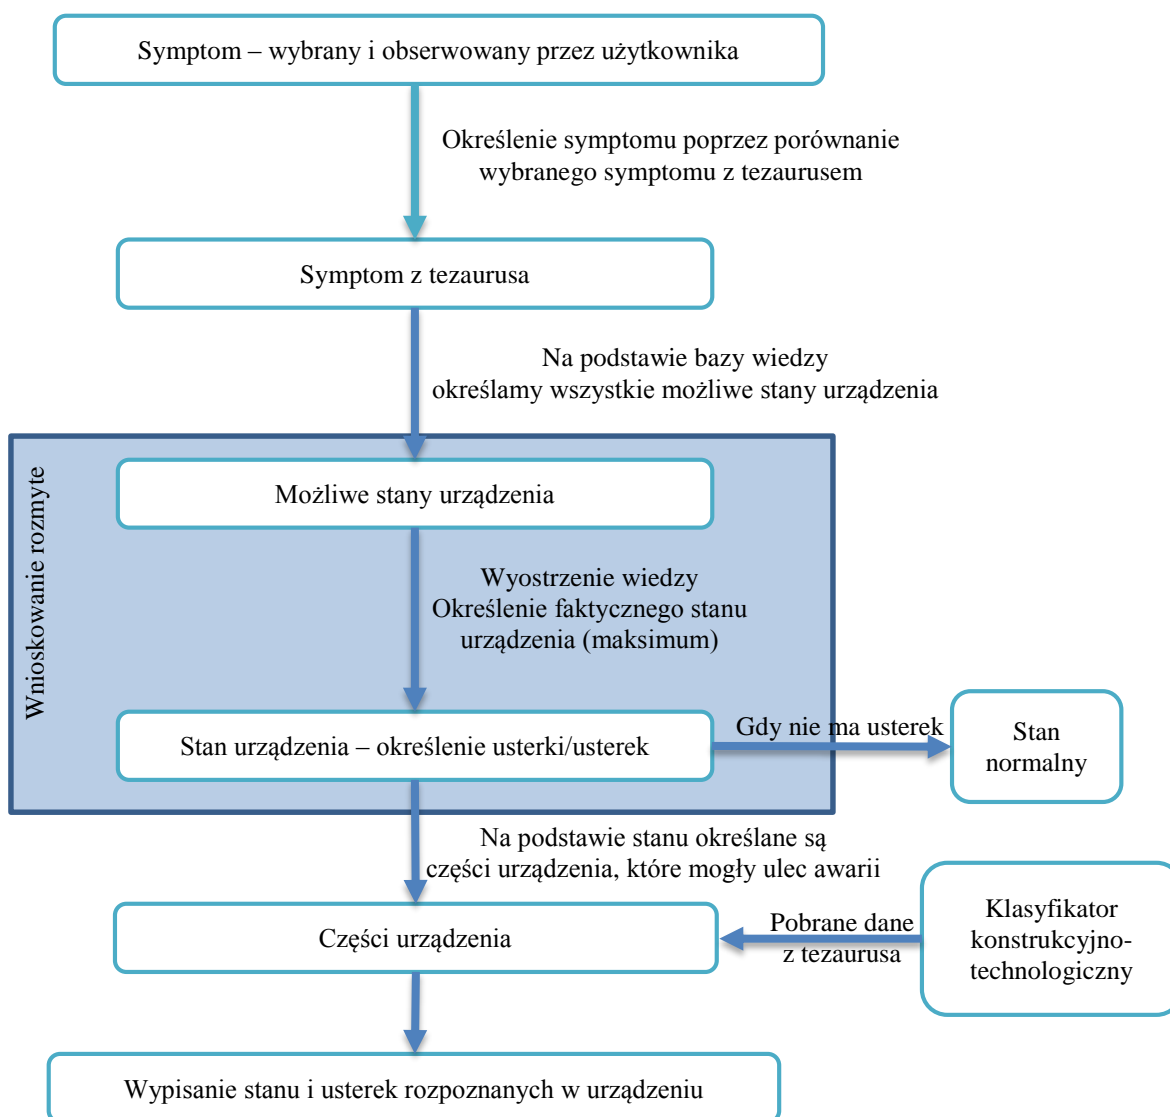 Symptom – wybrany i obserwowany przez użytkownika
Określenie symptomu poprzez porównanie
wybranego symptomu z tezaurusem
Symptom z tezaurusa
Na podstawie bazy wiedzy
określamy wszystkie możliwe stany urządzenia
Wnioskowanie rozmyte
Możliwe stany urządzenia
Wyostrzenie wiedzy
Określenie faktycznego stanu
urządzenia (maksimum)
Stan urządzenia – określenie usterki/usterek
Gdy nie ma usterek
Stan
normalny
Na podstawie stanu określane są
części urządzenia, które mogły ulec awarii
Części urządzenia
Pobrane dane
z tezaurusa
Klasyfikator
konstrukcyjno-
technologiczny
Wypisanie stanu i usterek rozpoznanych w urządzeniu